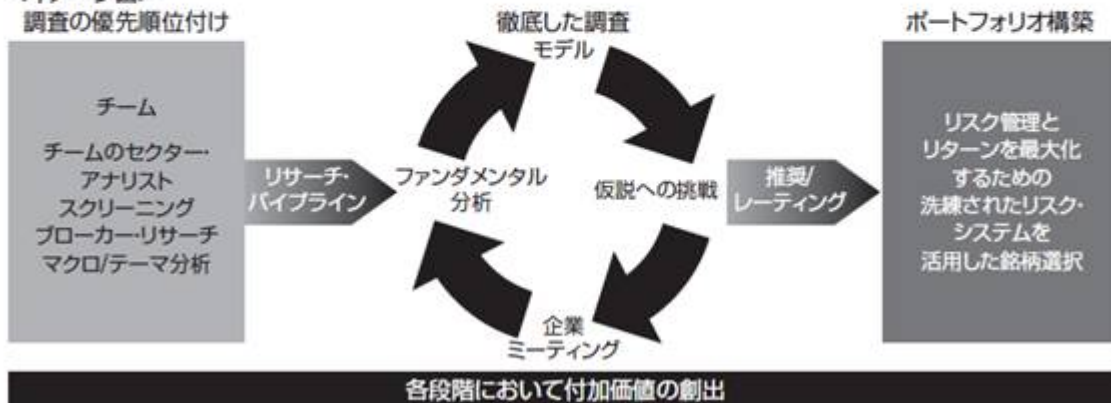 調査の優先順位付け
チーム
チームのセクター・
アナリスト
スクリーニング
ブローカー・リサーチ
マクロ/テーマ分析
リサーチ・
パイプライン
徹底した調査
モデル
ファンダメンタル
分析
仮説への挑戦
企業
ミーティング
推奨/
レーティング
ポートフォリオ構築
リスク管理と
リターンを最大化
するための
洗練されたリスク・
システムを
活用した銘柄選択
各段階において付加価値の創出